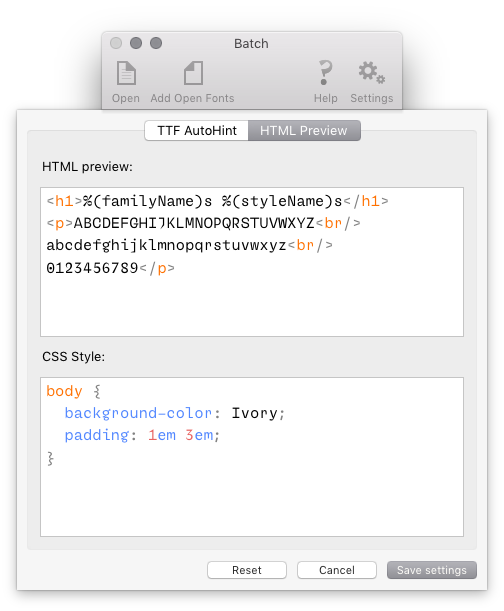 Batch
Open
Add Open Fonts
Help
Settings
TTF AutoHint
HTML Preview
HTML preview:
<h1>%(familyName)s %(styleName)s</h1>
<p>ABCDEFGHIJKLMNOPQRSTUVWXYZ<br/>
abcdefghijklmnopqrstuvwxyz<br/>
0123456789</p>
CSS Style:
body {
  background-color: Ivory;
  padding: 1em 3em;
}
Reset
Cancel
Save settings